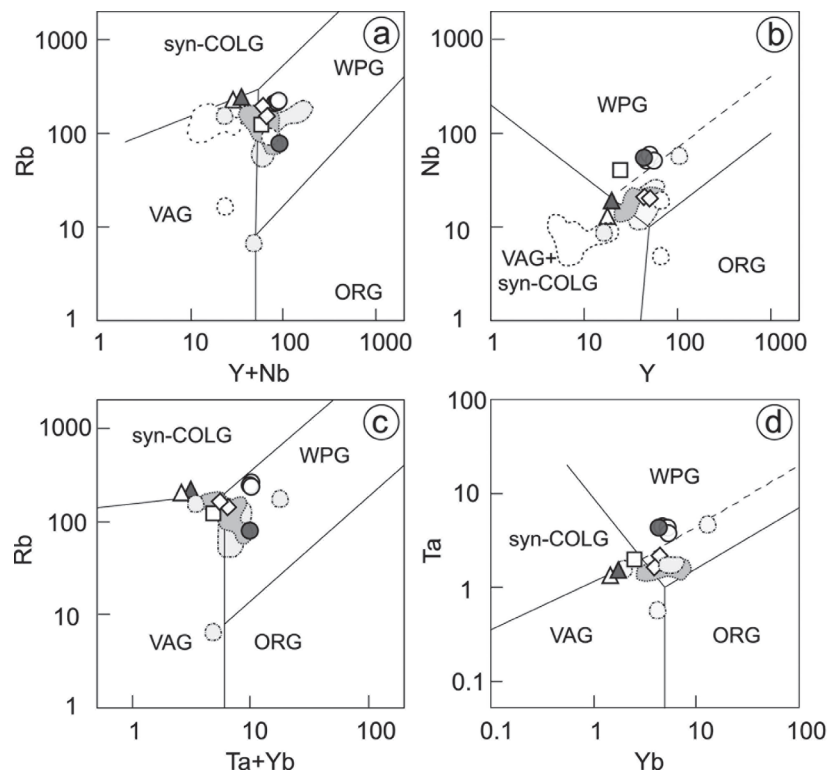 1000
syn-COLG
a
WPG
100
Rb
10
VAG
ORG
1
1
10
100
1000
Y+Nb
1000
b
WPG
100
Nb
10
VAG+
syn-COLG
ORG
1
1
10
100
1000
Y
1000
syn-COLG
c
WPG
100
Rb
10
VAG
ORG
1
1
10
100
Ta+Yb
100
d
WPG
10
Ta
syn-COLG
1
VAG
ORG
0.1
0.1
1
10
100
Yb